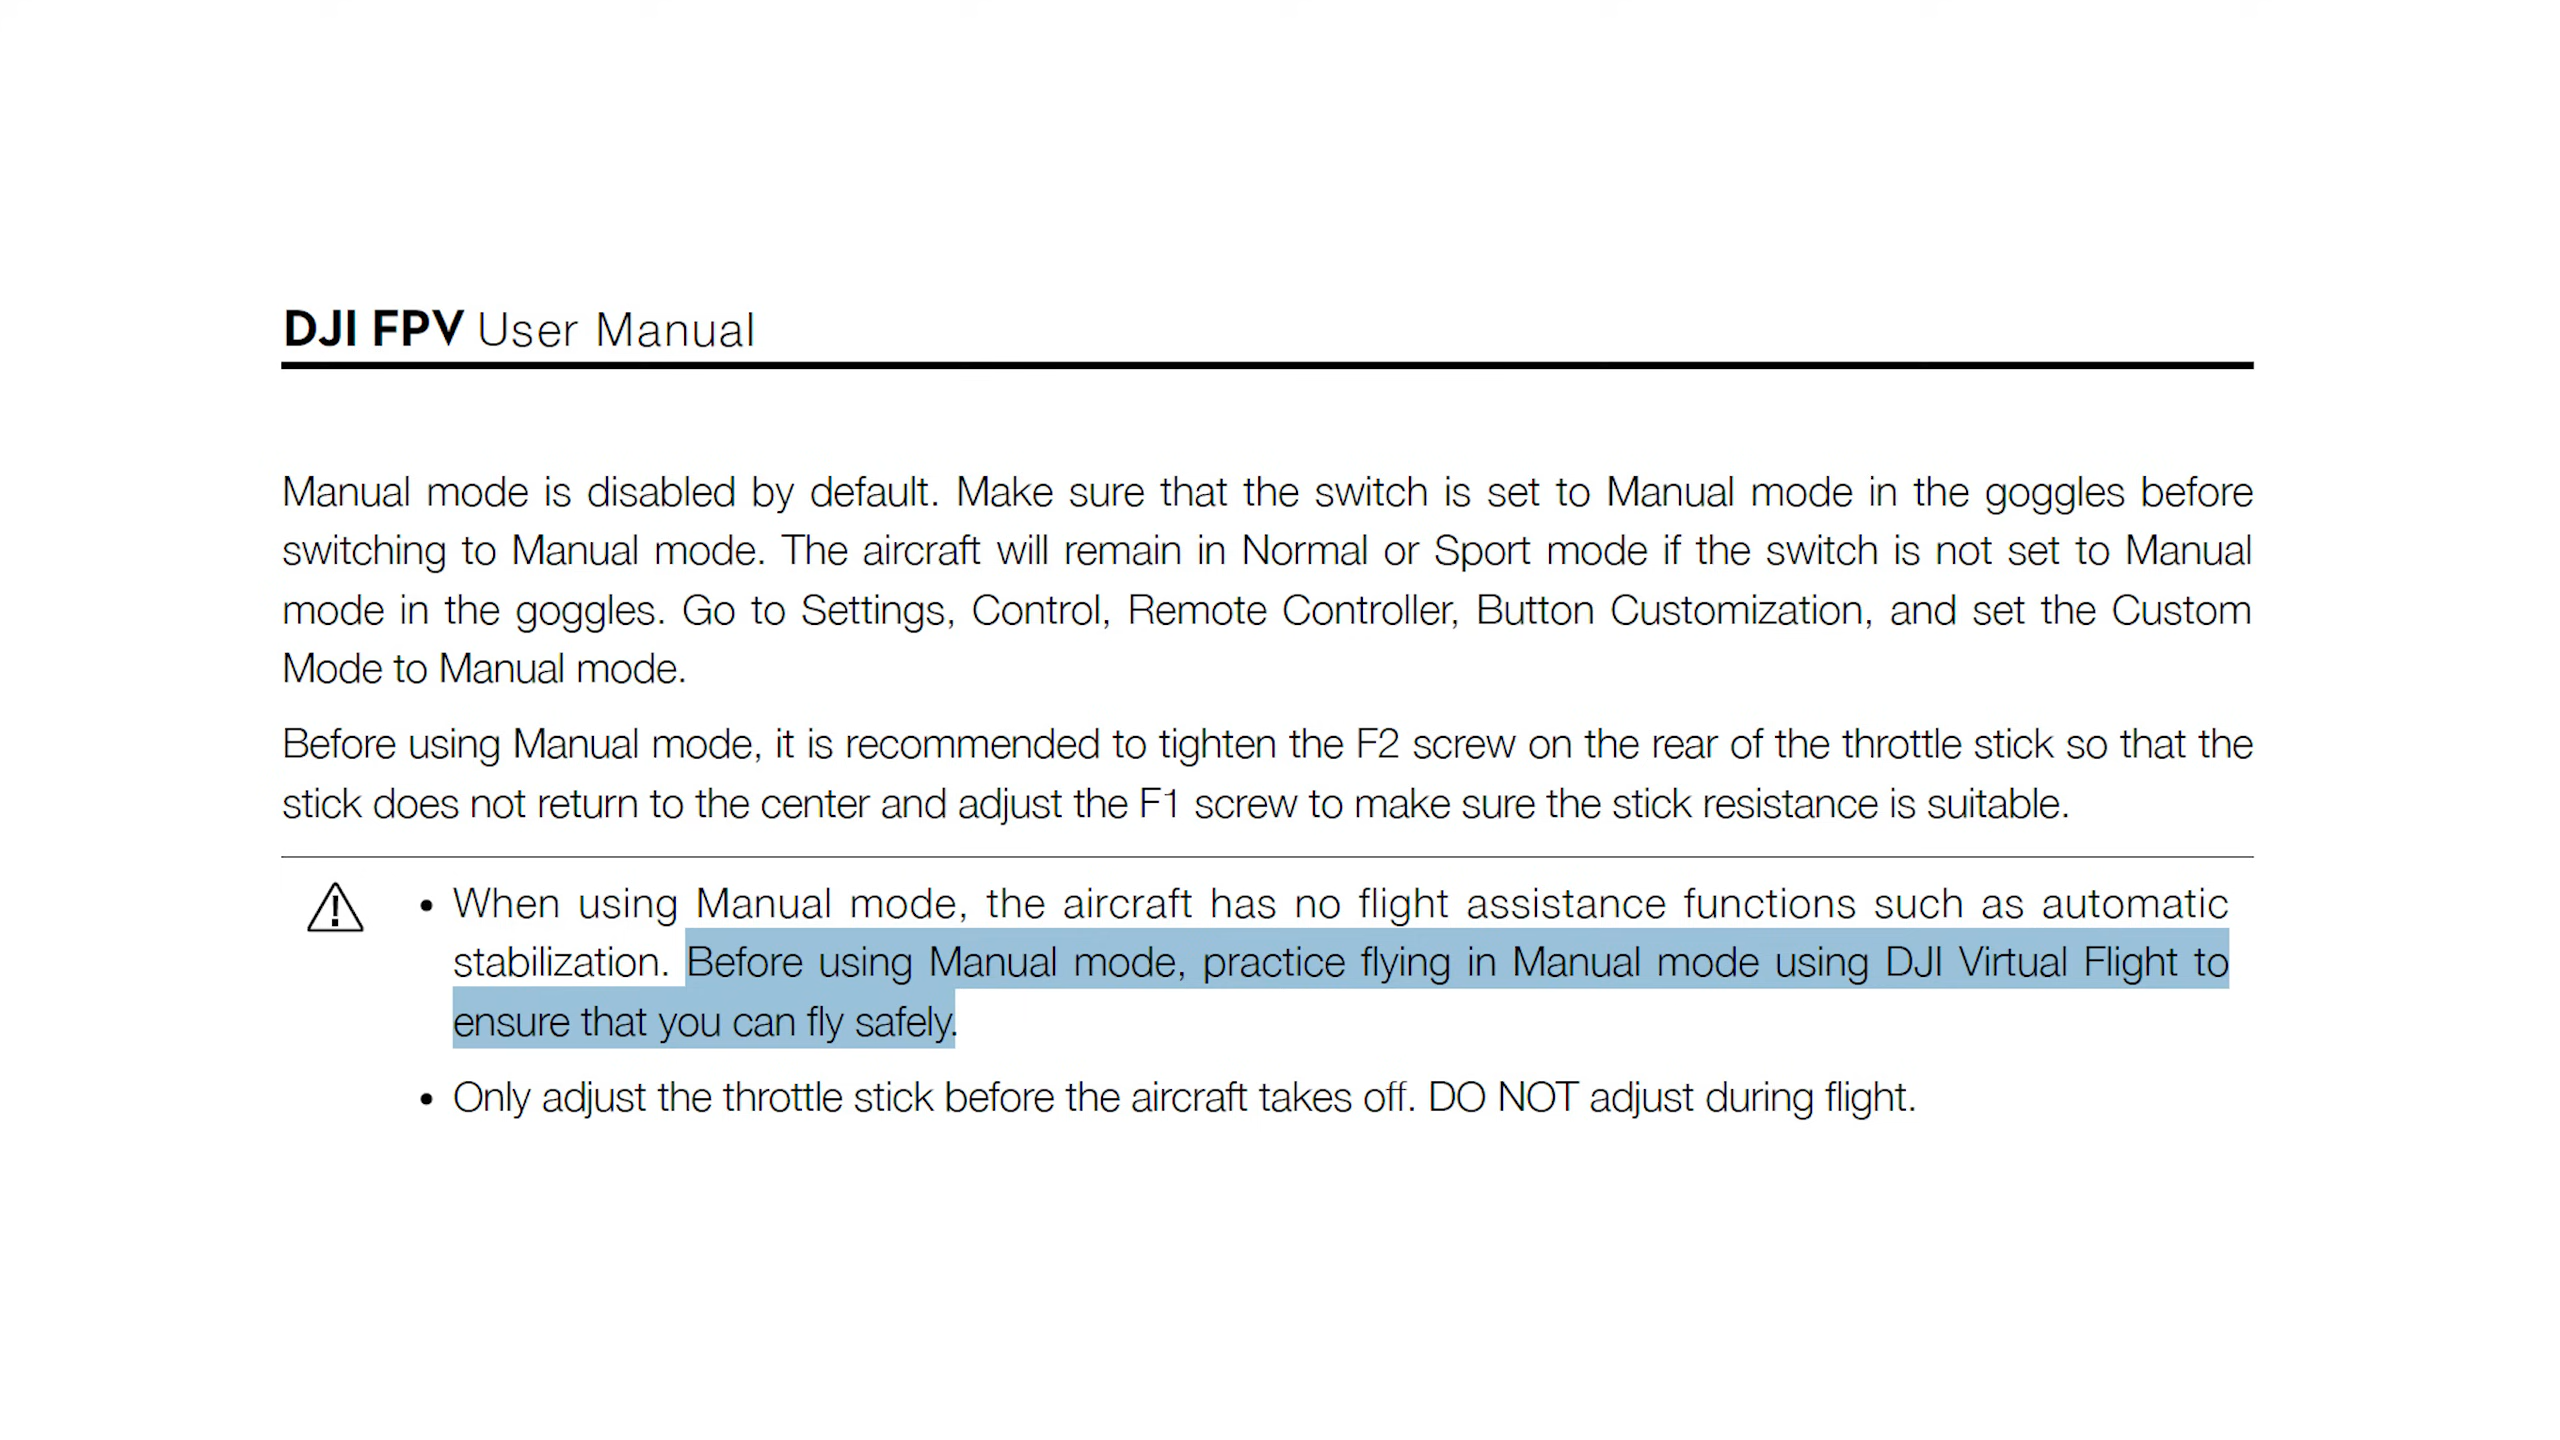 DJI FPV User Manual
Manual mode is disabled by default. Make sure that the switch is set to Manual mode in the goggles before
switching to Manual mode. The aircraft will remain in Normal or Sport mode if the switch is not set to Manual
mode in the goggles. Go to Settings, Control, Remote Controller, Button Customization, and set the Custom
Mode to Manual mode.
Before using Manual mode, it is recommended to tighten the F2 screw on the rear of the throttle stick so that the
stick does not return to the center and adjust the F1 screw to make sure the stick resistance is suitable.
• When using Manual mode, the aircraft has no flight assistance functions such as automatic
stabilization. Before using Manual mode, practice flying in Manual mode using DJI Virtual Flight to
ensure that you can fly safely.
• Only adjust the throttle stick before the aircraft takes off. DO NOT adjust during flight.